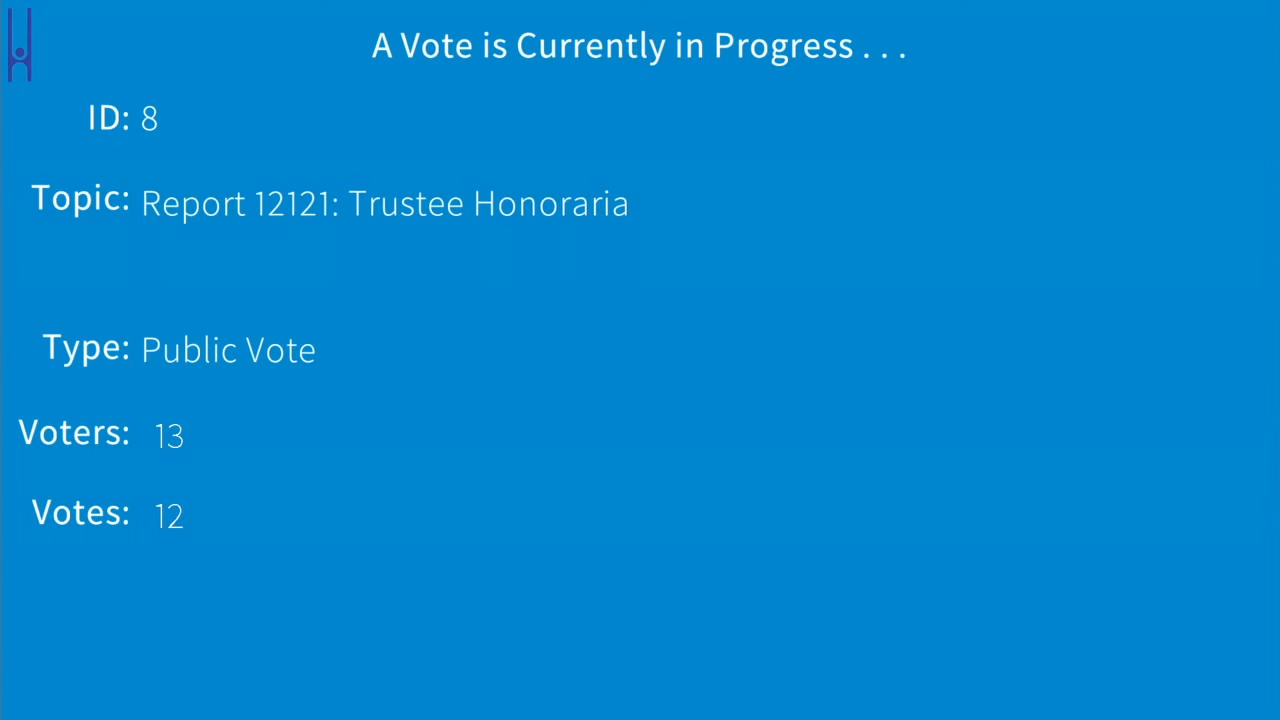 A Vote is Currently in Progress . . .
ID: 8
Topic: Report 12121: Trustee Honoraria
Type: Public Vote
Voters: 13
Votes: 12